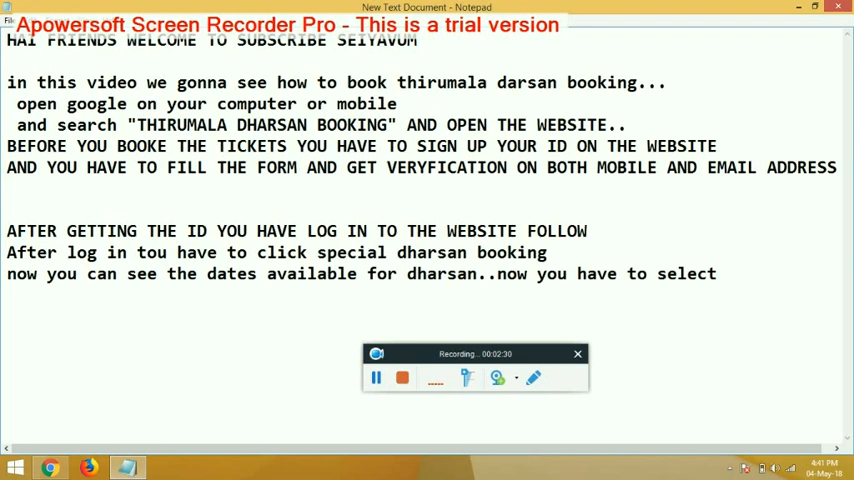 New Text Document - Notepad
Apowersoft Screen Recorder Pro - This is a trial version
HAI FRIENDS WELCOME TO SUBSCRIBE SEIYAVUM
in this video we gonna see how to book thirumala darsan booking...
open google on your computer or mobile
and search "THIRUMALA DHARSAN BOOKING" AND OPEN THE WEBSITE..
BEFORE YOU BOOKE THE TICKETS YOU HAVE TO SIGN UP YOUR ID ON THE WEBSITE
AND YOU HAVE TO FILL THE FORM AND GET VERYFICATION ON BOTH MOBILE AND EMAIL ADDRESS
AFTER GETTING THE ID YOU HAVE LOG IN TO THE WEBSITE FOLLOW
After log in tou have to click special dharsan booking
now you can see the dates available for dharsan..now you have to select
Recording... 00:02:30
4:41 PM
04-May-18